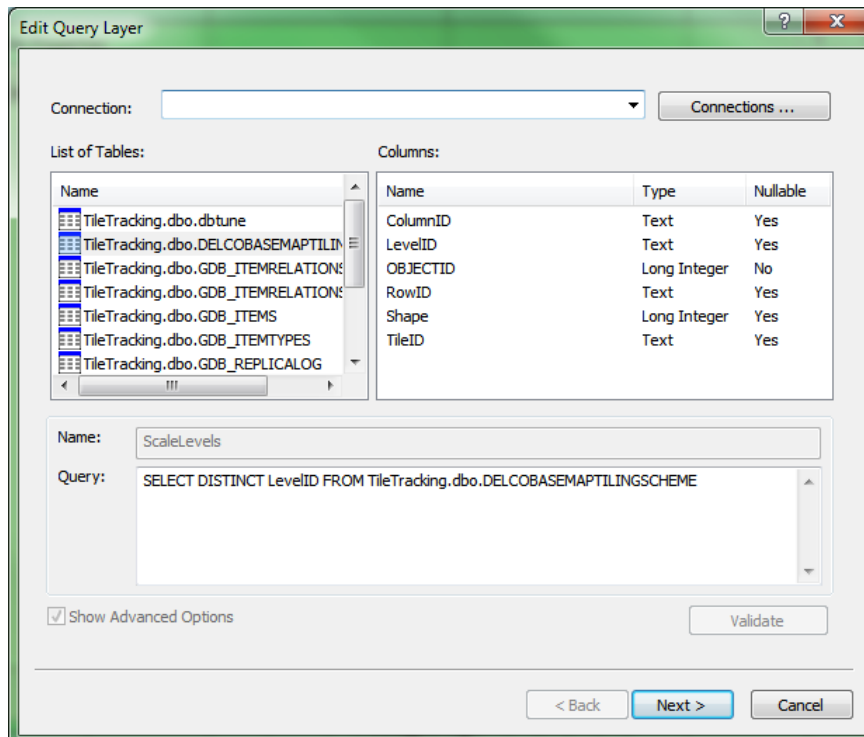 Edit Query Layer
Connection:
Connections ...
List of Tables:
Columns:
Name
TileTracking.dbo.dbtune
TileTracking.dbo.DELCOBASEMAPTILIN
TileTracking.dbo.GDB_ITEMRELATIONS
TileTracking.dbo.GDB_ITEMRELATIONS
TileTracking.dbo.GDB_ITEMS
TileTracking.dbo.GDB_ITEMTYPES
TileTracking.dbo.GDB_REPLICALOG
Name Type Nullable
ColumnID Text Yes
LevelID Text Yes
OBJECTID Long Integer No
RowID Text Yes
Shape Long Integer Yes
TileID Text Yes
Name: ScaleLevels
Query: SELECT DISTINCT LevelID FROM TileTracking.dbo.DELCOBASEMAPTILINGSCHEME
Show Advanced Options
Validate
< Back Next > Cancel